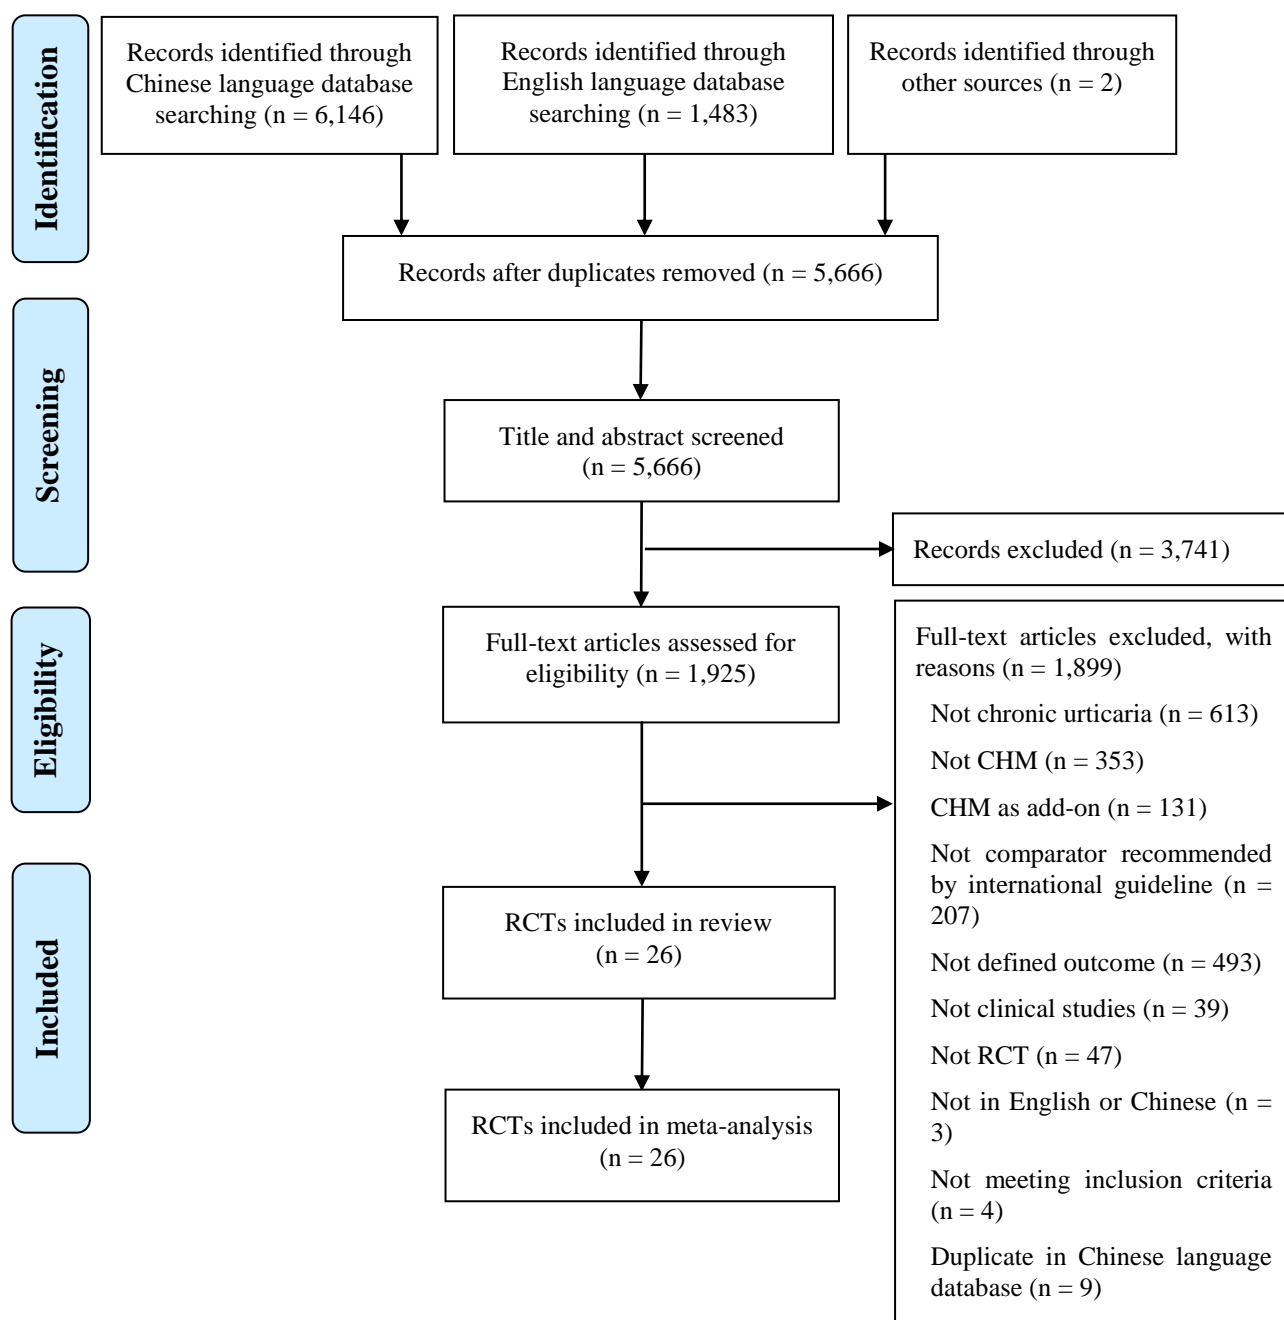 Identification
Records identified through
Chinese language database
searching (n = 6,146)
Records identified through
English language database
searching (n = 1,483)
Records identified through
other sources (n = 2)
Records after duplicates removed (n = 5,666)
Screening
Title and abstract screened
(n = 5,666)
Records excluded (n = 3,741)
Eligibility
Full-text articles assessed for
eligibility (n = 1,925)
Full-text articles excluded, with
reasons (n = 1,899)
Not chronic urticaria (n = 613)
Not CHM (n = 353)
CHM as add-on (n = 131)
Not comparator recommended
by international guideline (n =
207)
Not defined outcome (n = 493)
Not clinical studies (n = 39)
Not RCT (n = 47)
Not in English or Chinese (n =
3)
Not meeting inclusion criteria
(n = 4)
Duplicate in Chinese language
database (n = 9)
Included
RCTs included in review
(n = 26)
RCTs included in meta-analysis
(n = 26)